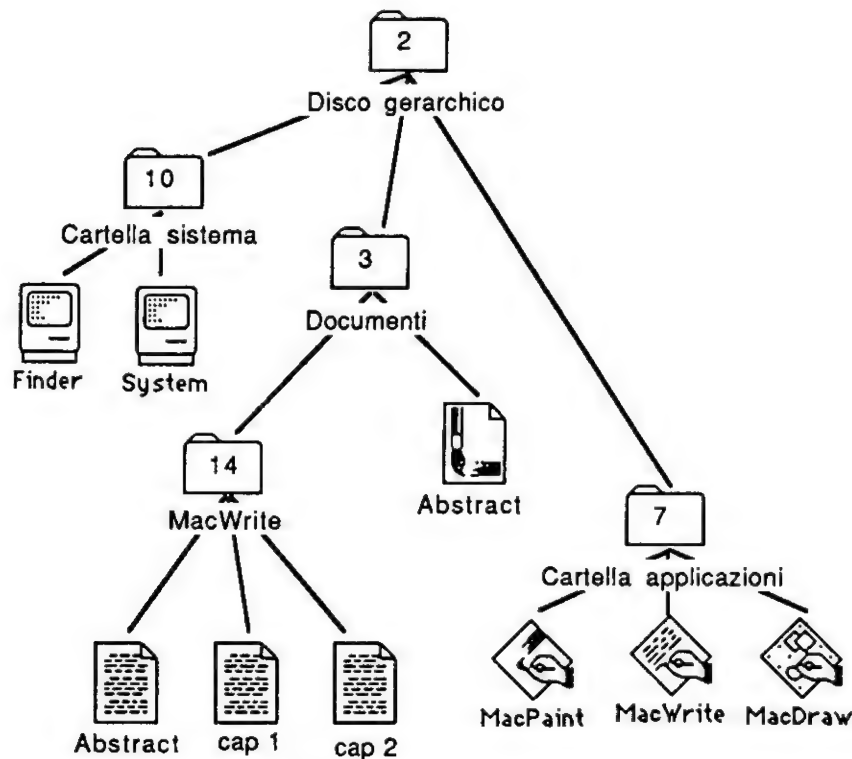 2
Disco gerarchico
10
Cartella sistema
3
Finder
System
Documenti
14
Abstract
MacWrite
7
Cartella applicazioni
MacPaint
MacWrite
MacDraw
Abstract
cap 1
cap 2